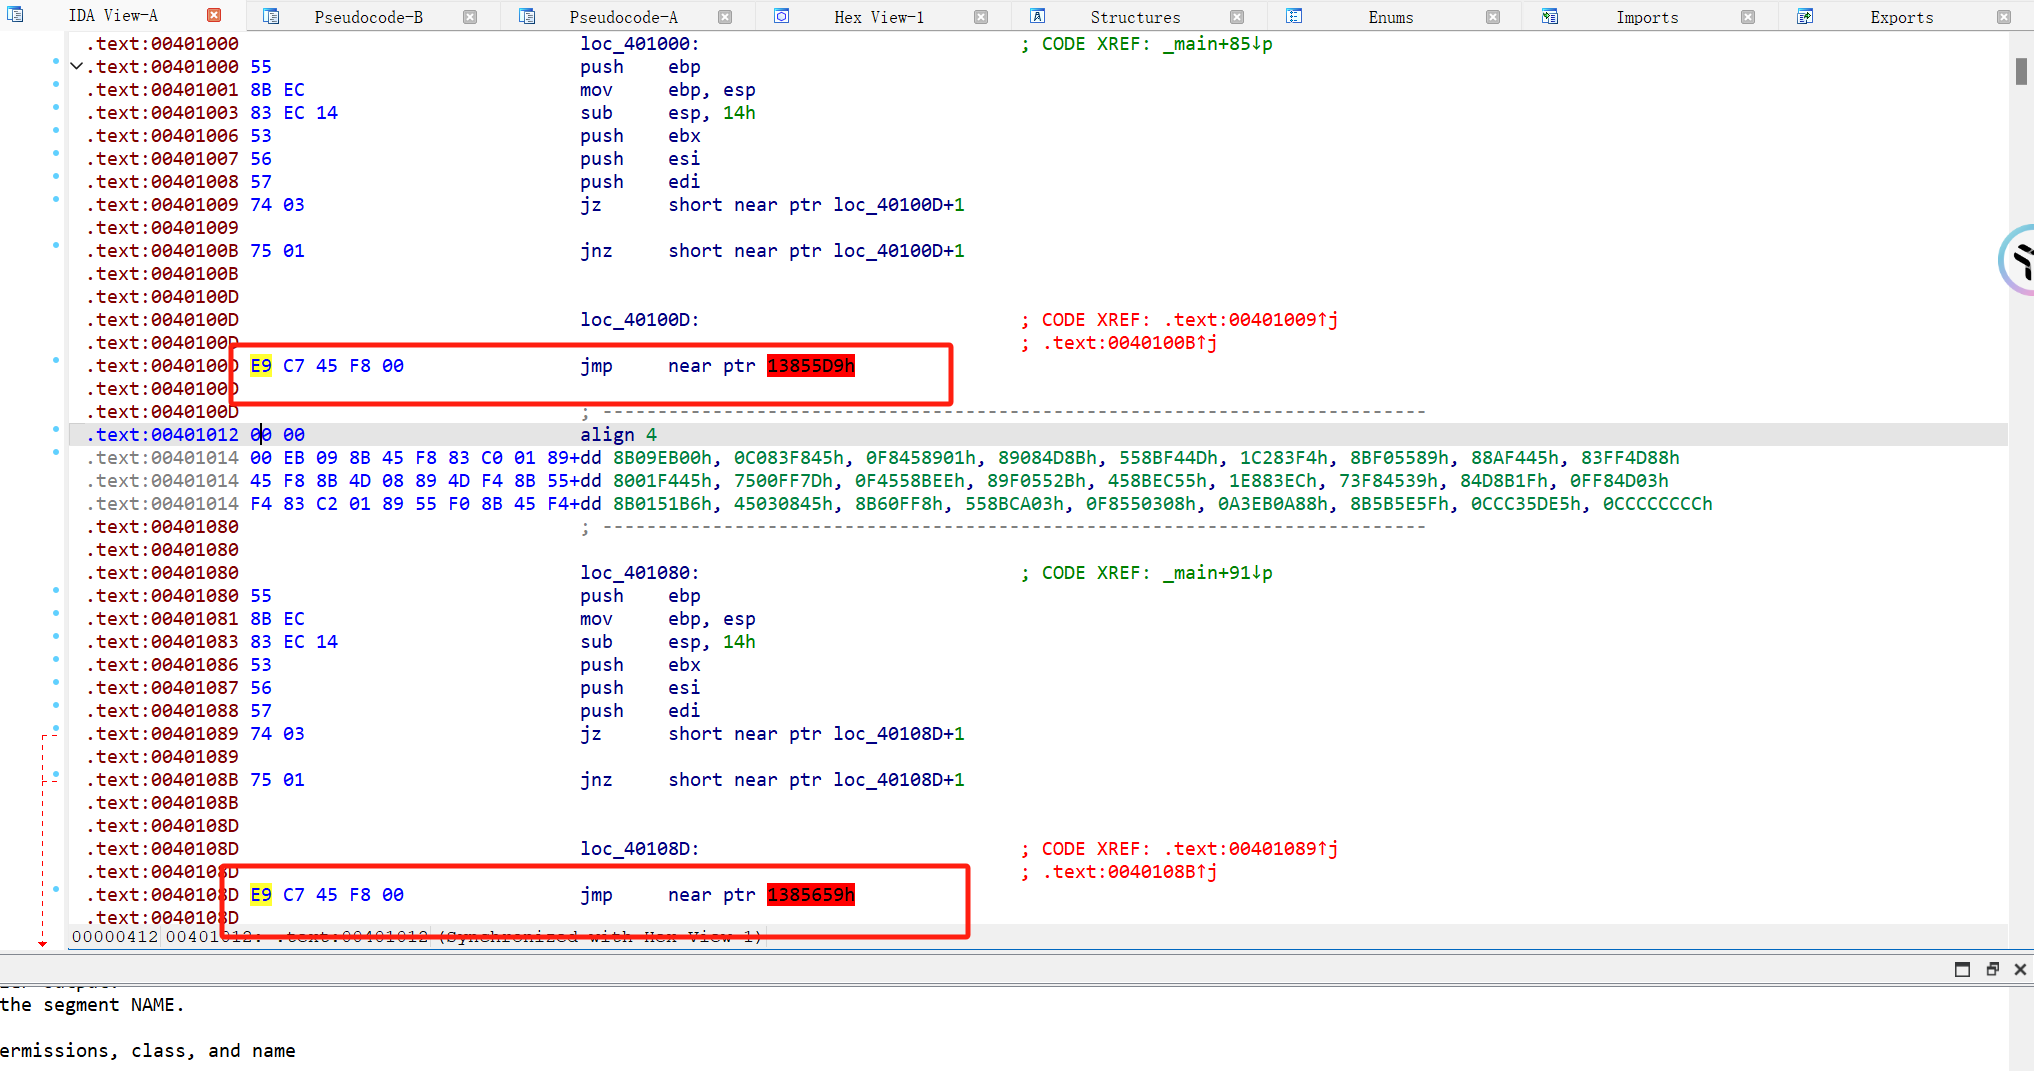 IDA View-A Pseudocode-B Pseudocode-A Hex View-1 Structures Enums Imports Exports
.text:00401000 loc_401000: ; CODE XREF: _main+85↓p
.text:00401000 55 push ebp
.text:00401001 8B EC mov ebp, esp
.text:00401003 83 EC 14 sub esp, 14h
.text:00401006 53 push ebx
.text:00401007 56 push esi
.text:00401008 57 push edi
.text:00401009 74 03 jz short near ptr loc_40100D+1
.text:00401009
.text:0040100B 75 01 jnz short near ptr loc_40100D+1
.text:0040100B
.text:0040100D
.text:0040100D loc_40100D: ; CODE XREF: .text:00401009↑j
.text:0040100D ; .text:0040100B↑j
.text:0040100D E9 C7 45 F8 00 jmp near ptr 13855D9h
.text:0040100D
.text:0040100D ; ---------------------------------------------------------------------------
.text:00401012 00 00 align 4
.text:00401014 00 EB 09 8B 45 F8 83 C0 01 89+dd 8B09EB00h, 0C083F845h, 0F8458901h, 89084D8Bh, 558BF44Dh, 1C283F4h, 8BF05589h, 88AF445h, 83FF4D88h
.text:00401014 45 F8 8B 4D 08 89 4D F4 8B 55+dd 8001F445h, 7500FF7Dh, 0F4558BEEh, 89F0552Bh, 458BEC55h, 1E883ECh, 73F84539h, 84D8B1Fh, 0FF84D03h
.text:00401014 F4 83 C2 01 89 55 F0 8B 45 F4+dd 8B0151B6h, 45030845h, 8B60FF8h, 558BCA03h, 0F8550308h, 0A3EB0A88h, 8B5B5E5Fh, 0CCC35DE5h, 0CCCCCCCCh
.text:00401080 ; ---------------------------------------------------------------------------
.text:00401080
.text:00401080 loc_401080: ; CODE XREF: _main+91↓p
.text:00401080 55 push ebp
.text:00401081 8B EC mov ebp, esp
.text:00401083 83 EC 14 sub esp, 14h
.text:00401086 53 push ebx
.text:00401087 56 push esi
.text:00401088 57 push edi
.text:00401089 74 03 jz short near ptr loc_40108D+1
.text:00401089
.text:0040108B 75 01 jnz short near ptr loc_40108D+1
.text:0040108B
.text:0040108D
.text:0040108D loc_40108D: ; CODE XREF: .text:00401089↑j
.text:0040108D ; .text:0040108B↑j
.text:0040108D E9 C7 45 F8 00 jmp near ptr 1385659h
.text:0040108D
00000412 00401012: .text:00401012 (Synchronized with Hex View-1)
the segment NAME.
ermissions, class, and name